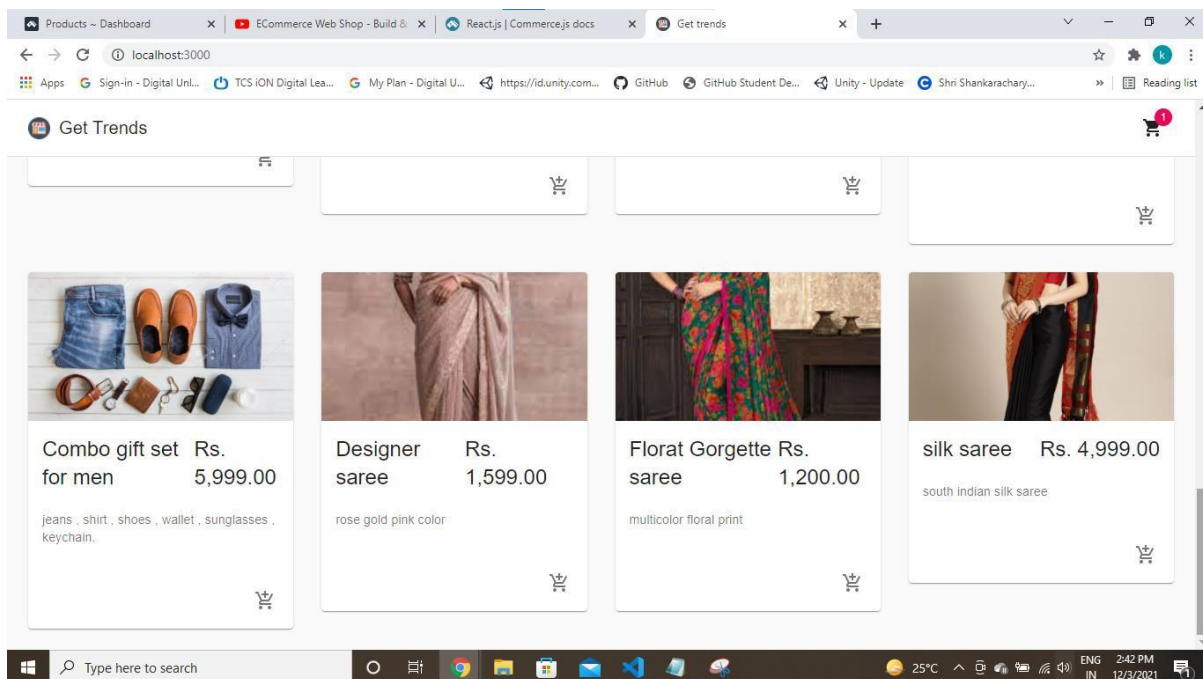 Products ~ Dashboard
ECommerce Web Shop - Build &
React.js | Commerce.js docs
Get trends
localhost:3000
k
Apps
Sign-in - Digital Unl...
TCS iON Digital Lea...
My Plan - Digital U...
https://id.unity.com...
GitHub
GitHub Student De...
Unity - Update
Shri Shankarachary...
Reading list
Get Trends
1
Combo gift set for men
Rs. 5,999.00
jeans , shirt , shoes , wallet , sunglasses ,
keychain.
Designer saree
Rs. 1,599.00
rose gold pink color
Florat Gorgette saree
Rs. 1,200.00
multicolor floral print
silk saree
Rs. 4,999.00
south indian silk saree
Type here to search
25°C
ENG
IN
2:42 PM
12/3/2021